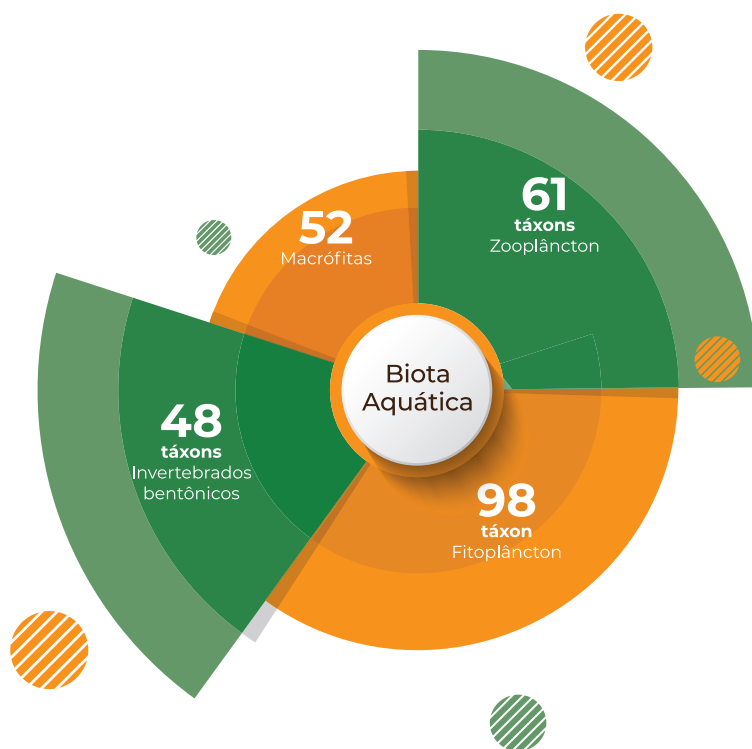 61
táxons
Zooplâncton
52
Macrófitas
Biota
Aquática
48
táxons
Invertebrados
bentônicos
98
táxon
Fitoplâncton